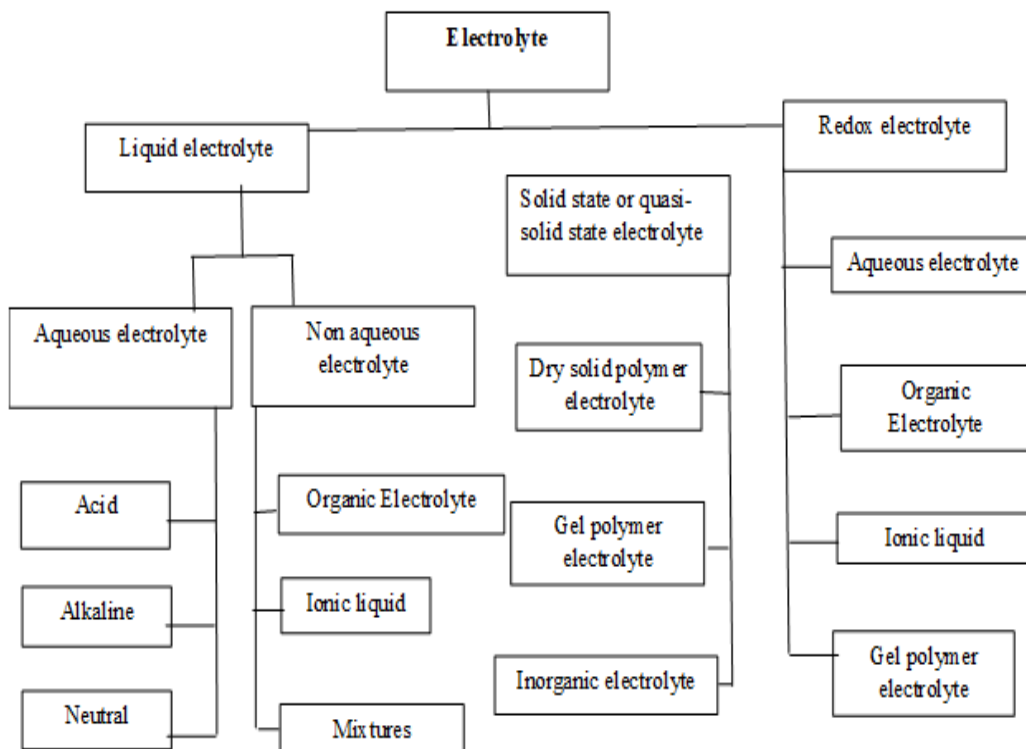 Electrolyte
Liquid electrolyte
Redox electrolyte
Solid state or quasi-
solid state electrolyte
Aqueous electrolyte
Non aqueous
electrolyte
Acid
Alkaline
Neutral
Organic Electrolyte
Ionic liquid
Mixtures
Dry solid polymer
electrolyte
Gel polymer
electrolyte
Inorganic electrolyte
Aqueous electrolyte
Organic
Electrolyte
Ionic liquid
Gel polymer
electrolyte